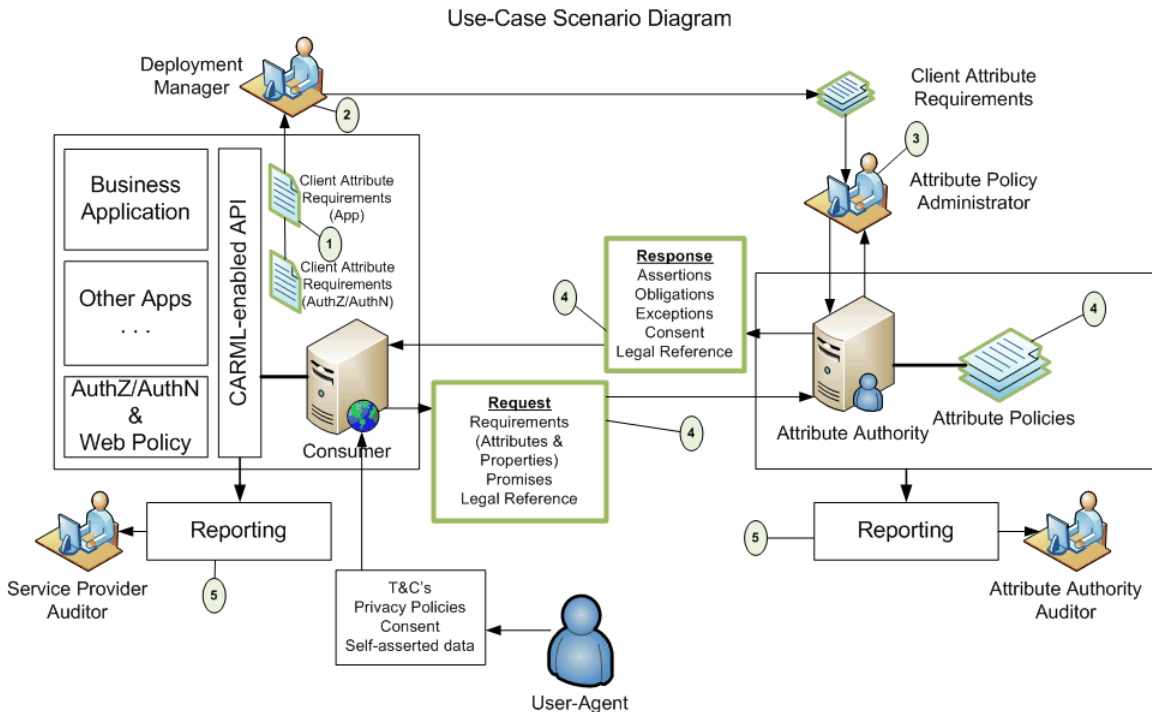 Use-Case Scenario Diagram
Deployment
Manager
2
Client Attribute
Requirements
3
Attribute Policy
Administrator
Business
Application
Other Apps
. . .
AuthZ/AuthN
&
Web Policy
CARML-enabled API
Client Attribute
Requirements
(App)
1
Client Attribute
Requirements
(AuthZ/AuthN)
Consumer
4
Response
Assertions
Obligations
Exceptions
Consent
Legal Reference
Request
Requirements
(Attributes &
Properties)
Promises
Legal Reference
4
Attribute Authority
4
Attribute Policies
Reporting
5
Service Provider
Auditor
T&C's
Privacy Policies
Consent
Self-asserted data
User-Agent
5
Reporting
Attribute Authority
Auditor